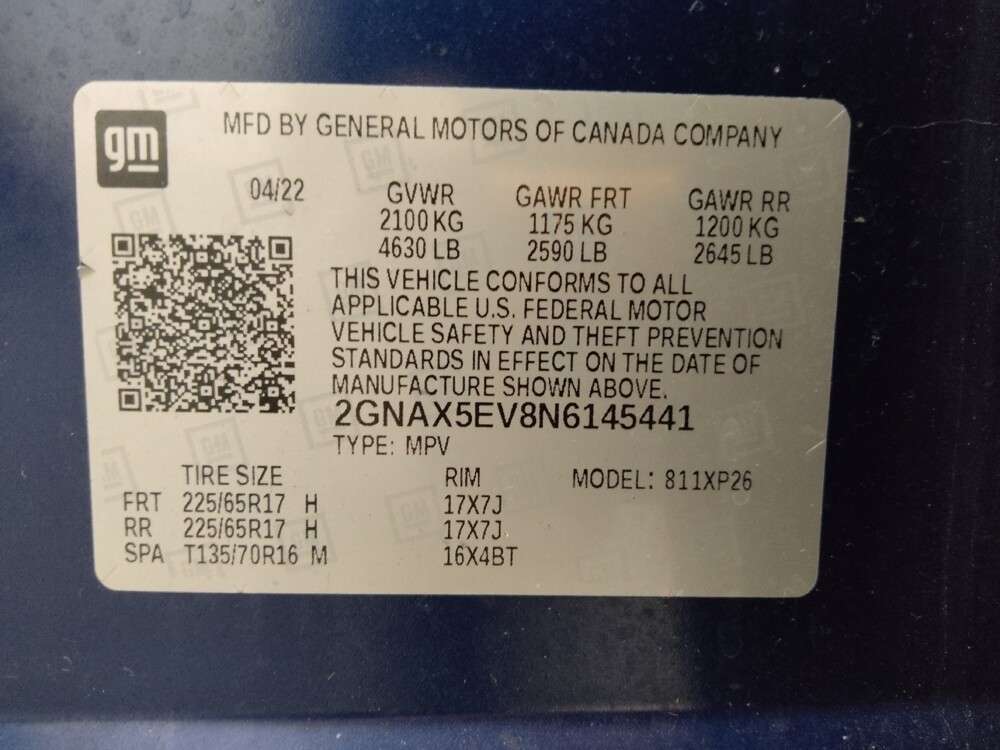 gm
MFD BY GENERAL MOTORS OF CANADA COMPANY
04/22 GVWR GAWR FRT GAWR RR
2100 KG 1175 KG 1200 KG
4630 LB 2590 LB 2645 LB
THIS VEHICLE CONFORMS TO ALL
APPLICABLE U.S. FEDERAL MOTOR
VEHICLE SAFETY AND THEFT PREVENTION
STANDARDS IN EFFECT ON THE DATE OF
MANUFACTURE SHOWN ABOVE.
2GNAX5EV8N6145441
TYPE: MPV
TIRE SIZE RIM MODEL: 811XP26
FRT 225/65R17 H 17X7J
RR 225/65R17 H 17X7J
SPA T135/70R16 M 16X4BT